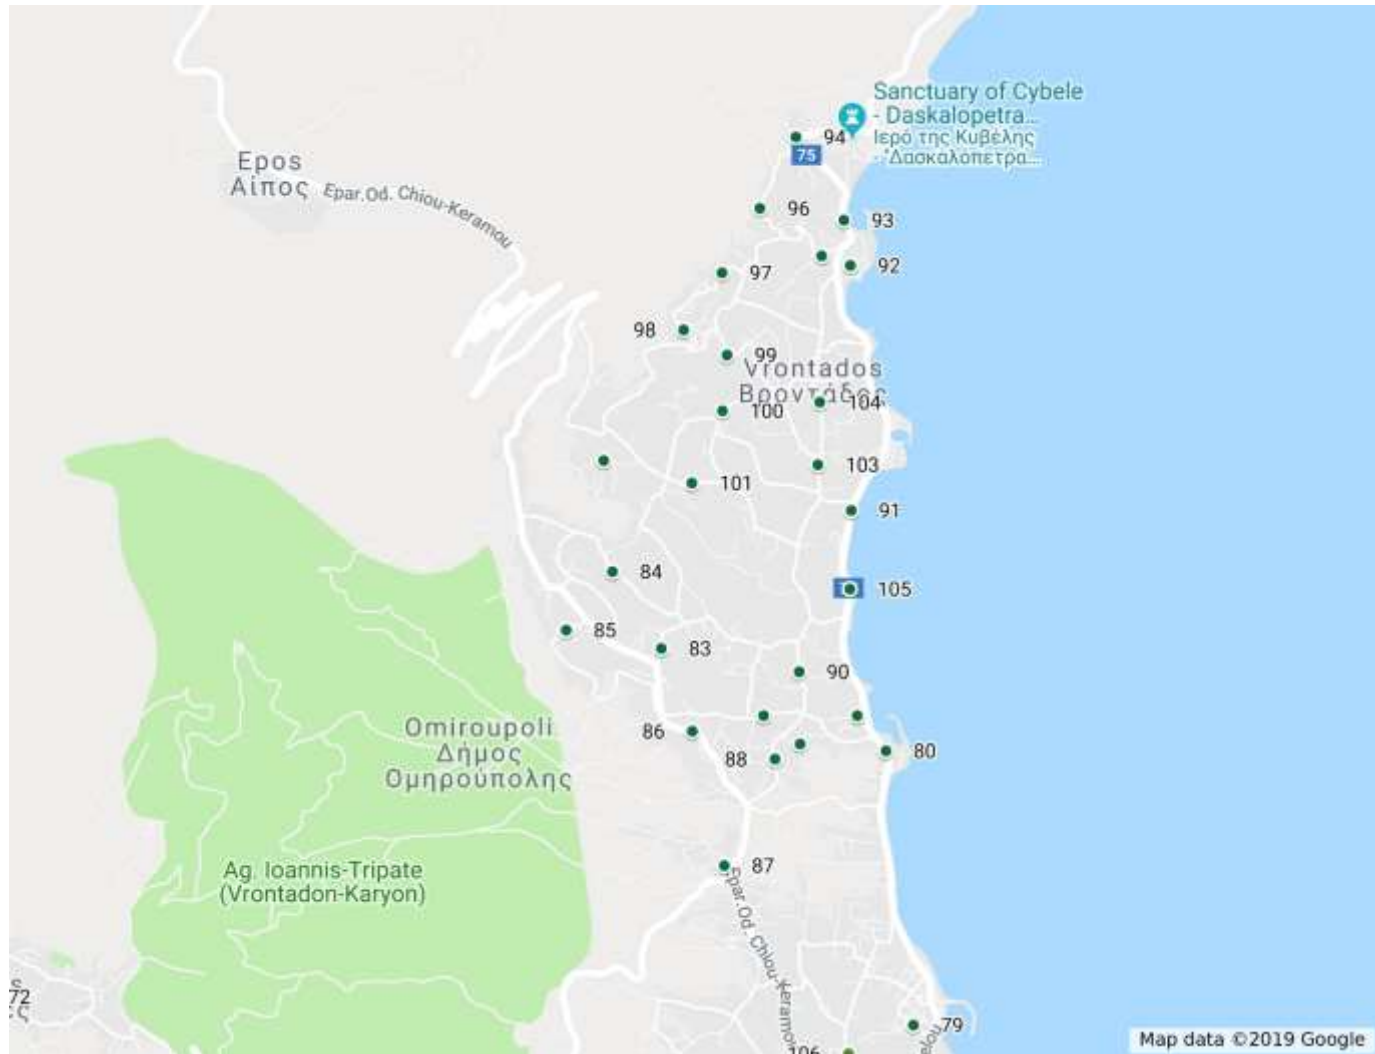 Sanctuary of Cybele
- Daskalopetra...
Ιερό της Κυβέλης
- "Δασκαλόπετρα...
94
75
Epos
Αίπος
Epar.Od. Chiou-Keramou
96
93
92
97
98
99
Vrontados
Βροντάδος
104
100
103
101
91
84
105
85
83
90
Omiroupoli
Δήμος
Ομηρούπολης
86
88
80
87
Ag. Ioannis-Tripate
(Vrontadon-Karyon)
Epar.Od. Chiou-Keramou
72
79
106
Map data ©2019 Google